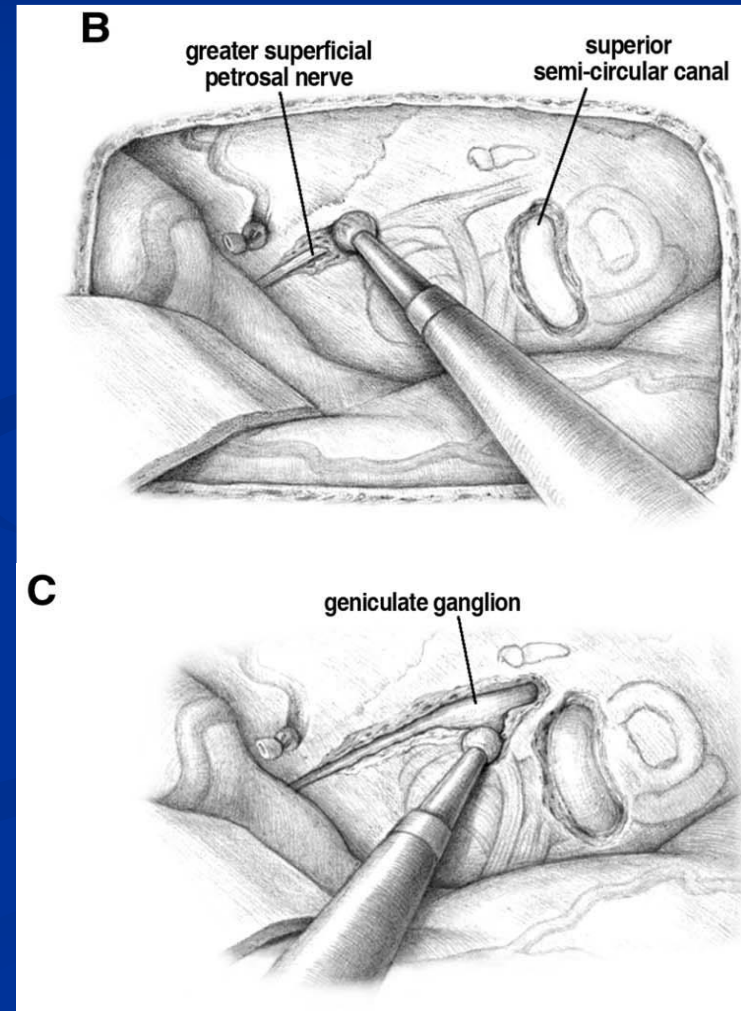 B
greater superficial
petrosal nerve
superior
semi-circular canal
C
geniculate ganglion